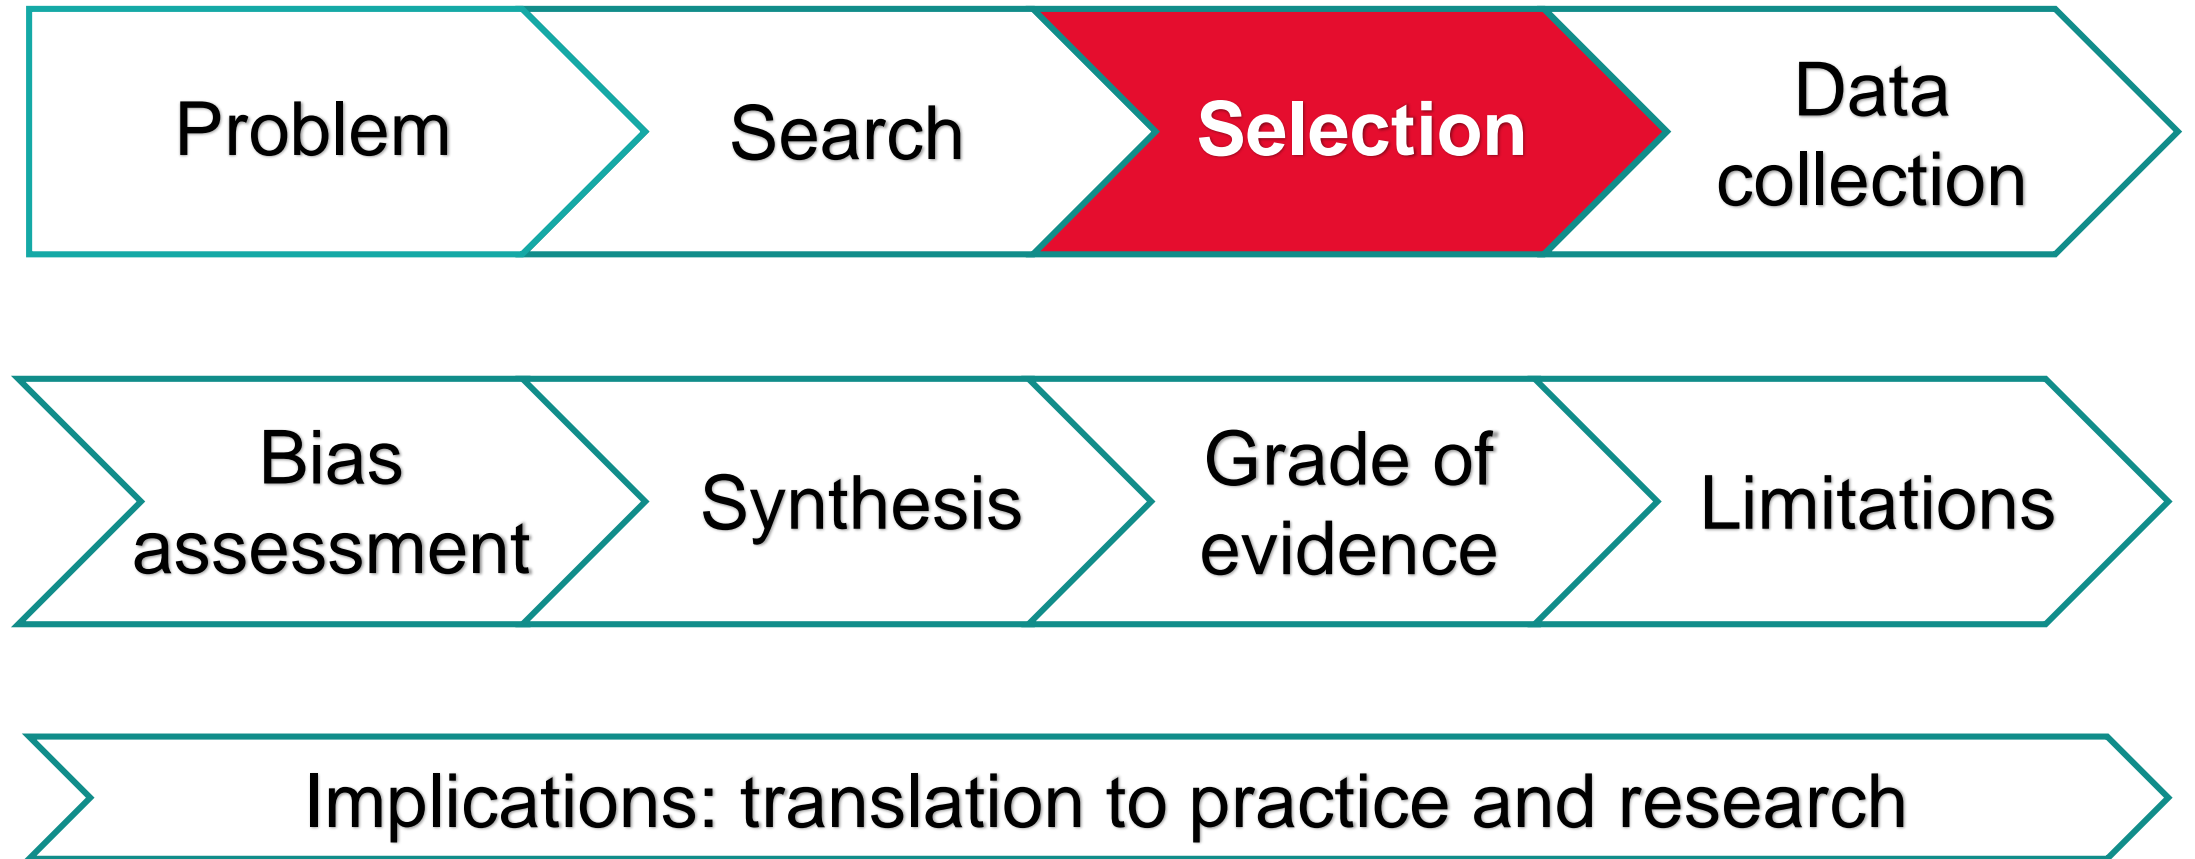 Problem
Search
Selection
Data
collection
Bias
assessment
Synthesis
Grade of
evidence
Limitations
Implications: translation to practice and research